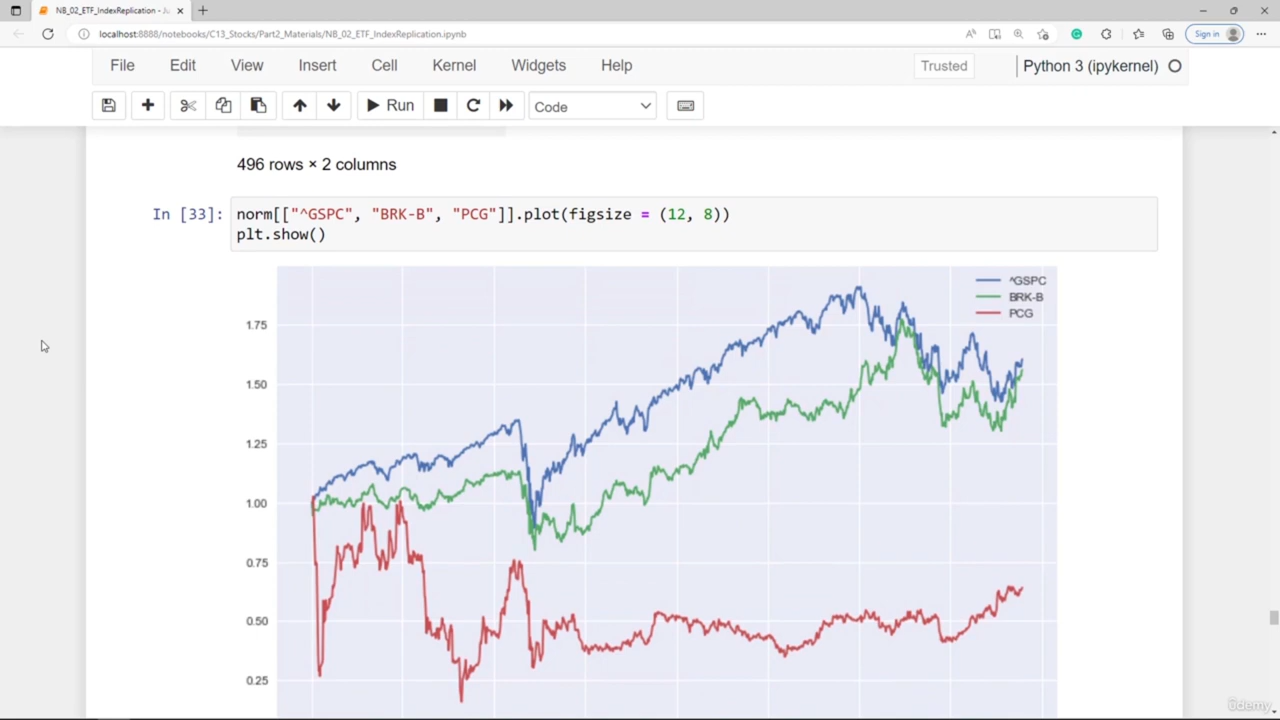 NB_02_ETF_IndexReplication - Ju
localhost:8888/notebooks/C13_Stocks/Part2_Materials/NB_02_ETF_IndexReplication.ipynb
Sign in
File Edit View Insert Cell Kernel Widgets Help
Trusted
Python 3 (ipykernel)
Run
Code
496 rows × 2 columns
In [33]: norm[["^GSPC", "BRK-B", "PCG"]].plot(figsize = (12, 8))
plt.show()
^GSPC
BRK-B
PCG
1.75
1.50
1.25
1.00
0.75
0.50
0.25
ûdemy